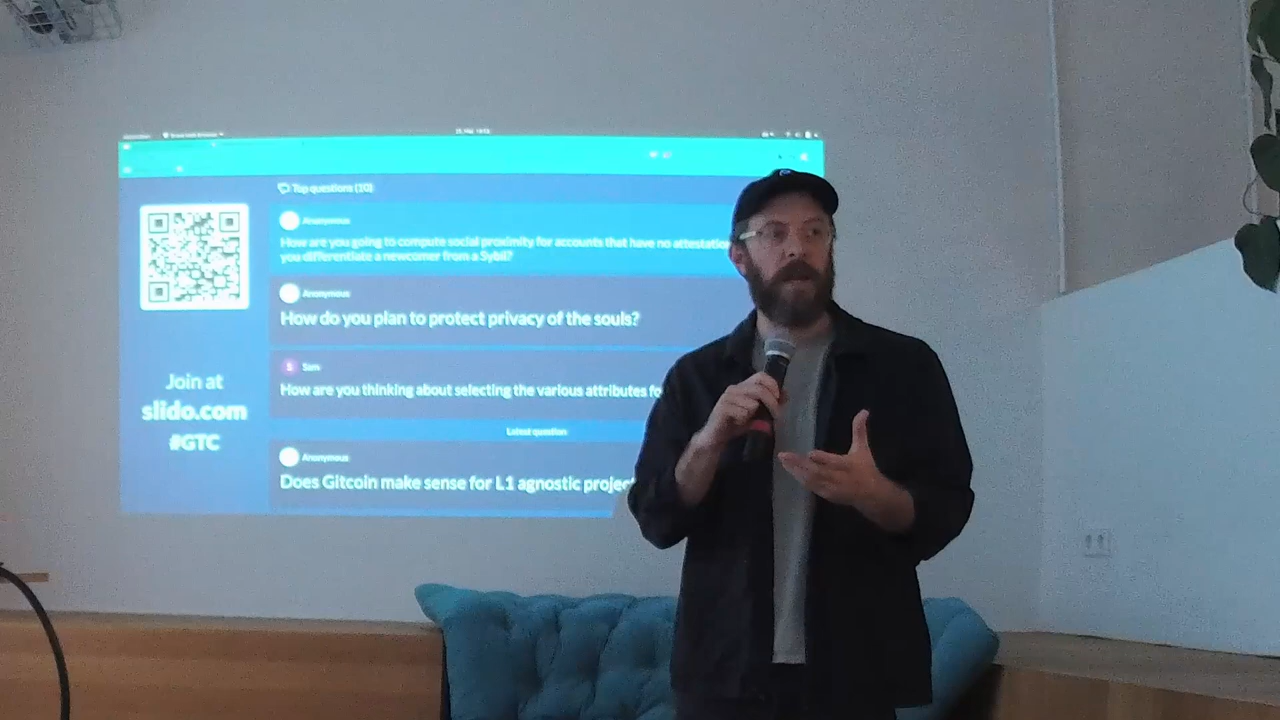 Top questions (10)
Anonymous
How are you going to compute social proximity for accounts that have no
you differentiate a newcomer from a Sybil?
Anonymous
How do you plan to protect privacy of the souls?
S Sam
How are you thinking about selecting the various attributes
Latest question
Anonymous
Does Gitcoin make sense for L1 agnostic
Join at
slido.com
#GTC